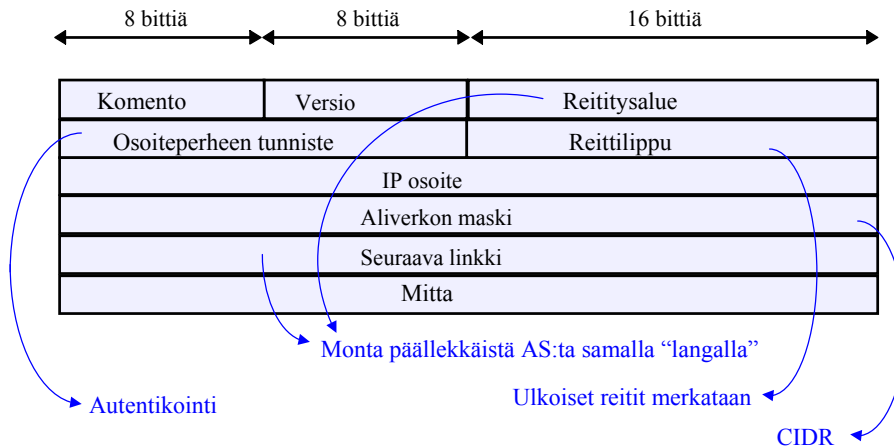 8 bittiä 8 bittiä 16 bittiä
Komento Versio Reititysalue
Osoiteperheen tunniste Reittilippu
IP osoite
Aliverkon maski
Seuraava linkki
Mitta
Monta päällekkäistä AS:ta samalla “langalla”
Ulkoiset reitit merkataan
Autentikointi
CIDR